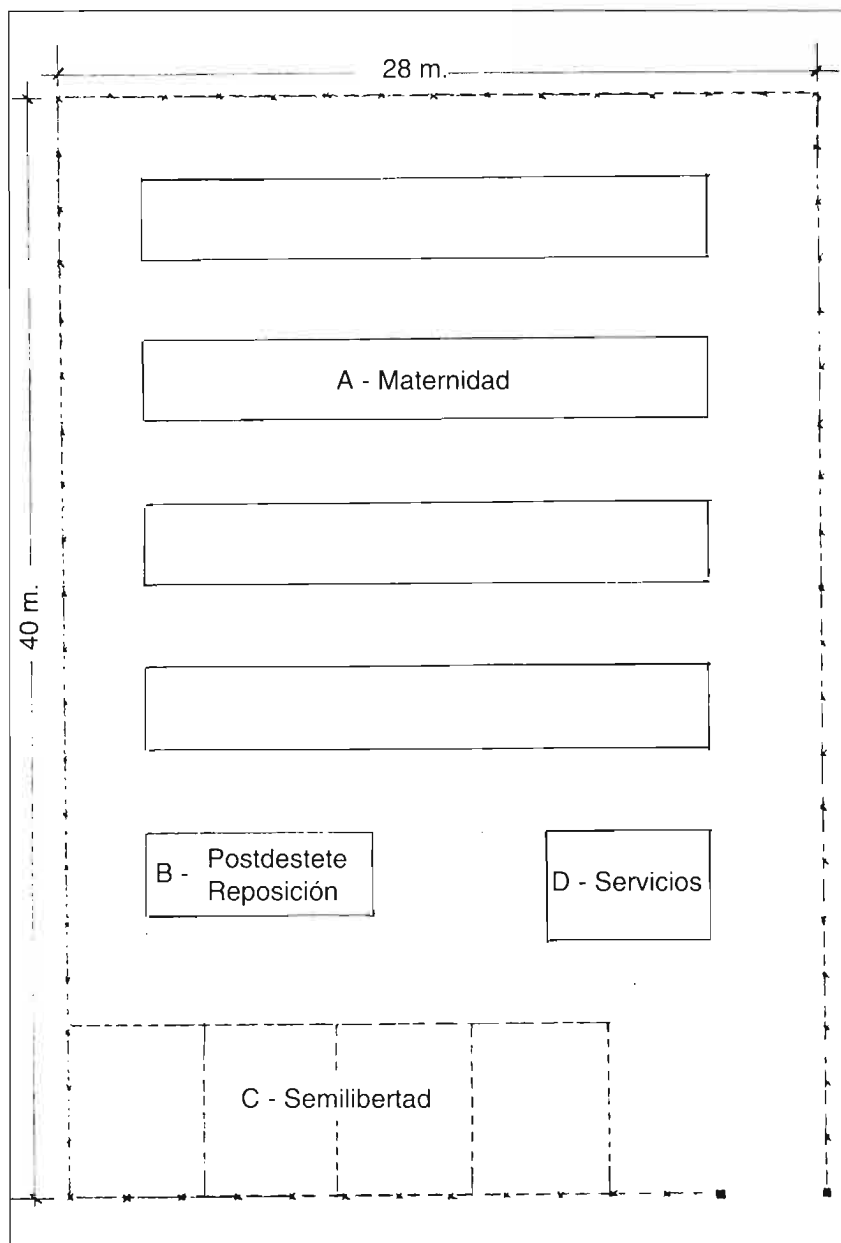 28 m.
A - Maternidad
40 m.
B - Postdestete
Reposición
D - Servicios
C - Semilibertad